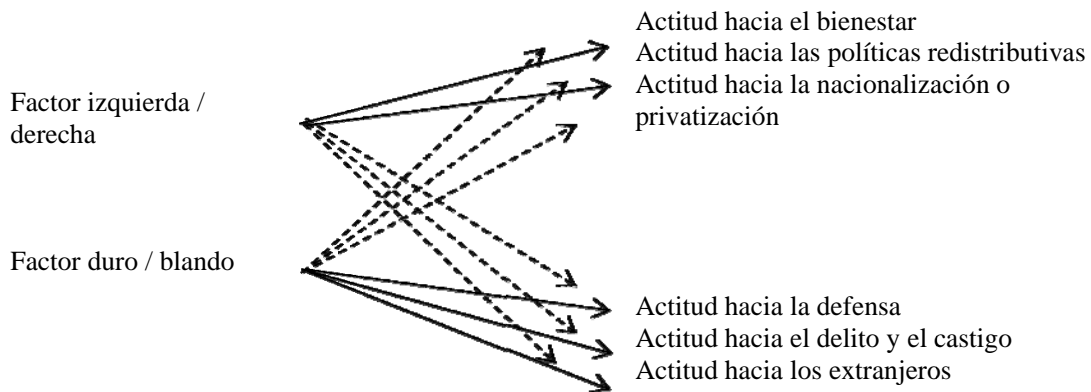 Actitud hacia el bienestar
Actitud hacia las políticas redistributivas
Actitud hacia la nacionalización o
privatización
Factor izquierda /
derecha
Factor duro / blando
Actitud hacia la defensa
Actitud hacia el delito y el castigo
Actitud hacia los extranjeros